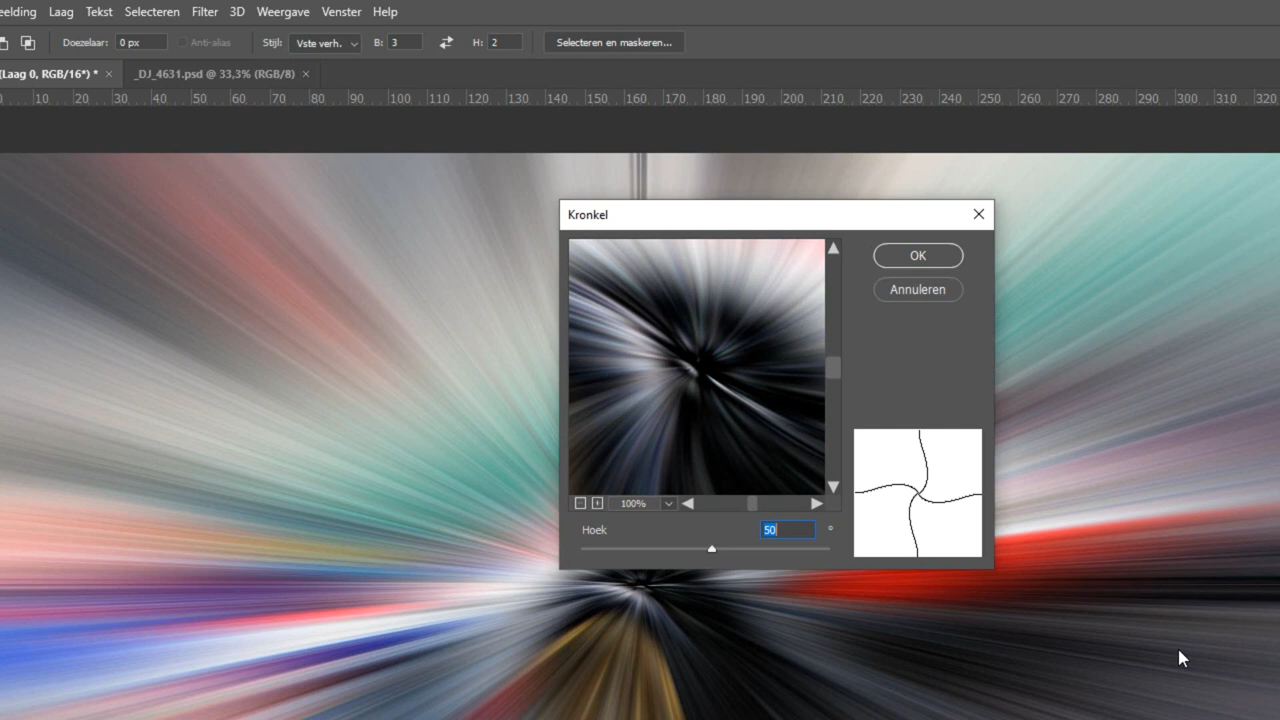 eelding Laag Tekst Selecteren Filter 3D Weergave Venster Help
Doezelaar: 0 px Anti-alias Stijl: Vste verh. B: 3 H: 2 Selecteren en maskeren...
(Laag 0, RGB/16*) * × _DJ_4631.psd @ 33,3% (RGB/8) ×
0 10 20 30 40 50 60 70 80 90 100 110 120 130 140 150 160 170 180 190 200 210 220 230 240 250 260 270 280 290 300 310 320
Kronkel
OK
Annuleren
100%
Hoek 50 °